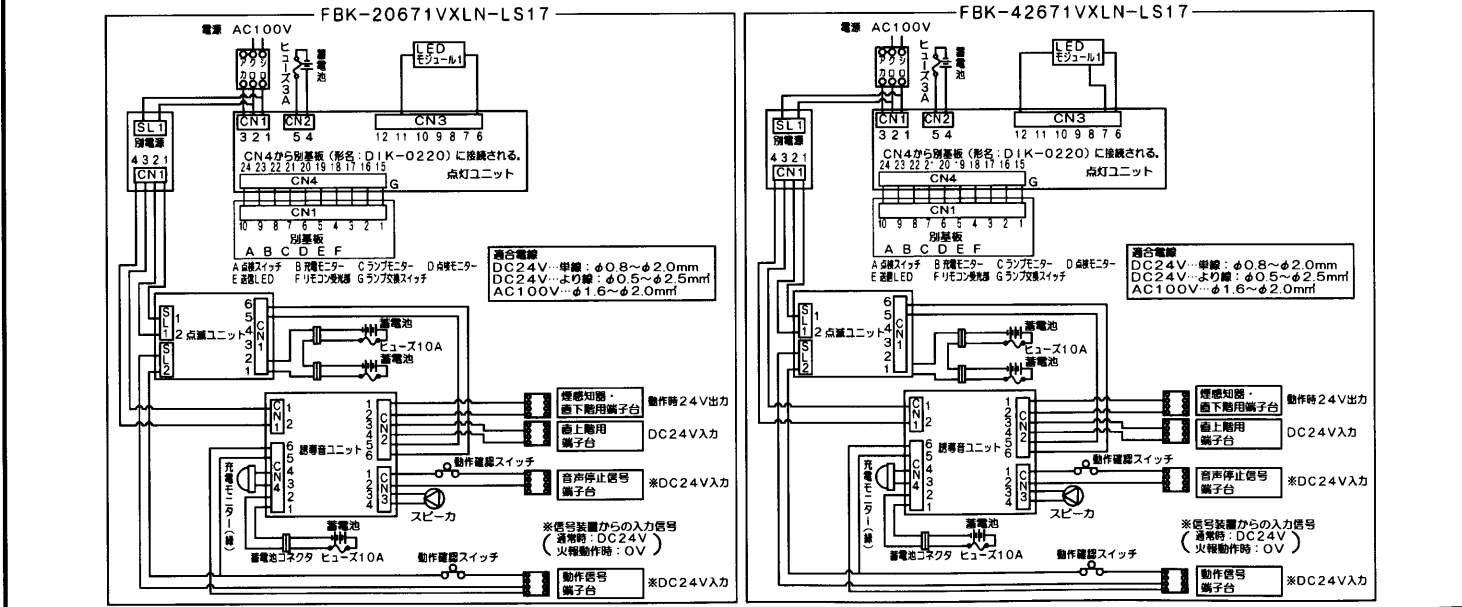 FBK-20671VXLN-LS17
電源 AC100V
アクシ
カロロ
ヒューズ3A
蓄電池
LED
モジュール1
SL1
別電源
4 3 2 1
CN1
CN1
3 2 1
CN2
5 4
CN3
12 11 10 9 8 7 6
CN4から別基板(形名:DIK-0220)に接続される。
24 23 22 21 20 19 18 17 16 15
CN4
G
点灯ユニット
CN1
10 9 8 7 6 5 4 3 2 1
別基板
A B C D E F
A 点検スイッチ B 充電モニター C ランプモニター D 点検モニター
E 送信LED F リモコン受光部 G ランプ交換スイッチ
適合電線
DC24V…単線:φ0.8~φ2.0mm
DC24V…より線:φ0.5~φ2.5mm²
AC100V…φ1.6~φ2.0mm²
SL1
1
2
SL2
点滅ユニット
6
5
4
3
2
1
CN1
蓄電池
ヒューズ10A
蓄電池
CN1
1
2
誘導音ユニット
1
2
3
4
5
6
CN2
煙感知器・
直下階用端子台
動作時24V出力
直上階用
端子台
DC24V入力
6
5
4
3
2
1
CN4
充電モニター(緑)
1
2
3
4
CN3
動作確認スイッチ
音声停止信号
端子台
※DC24V入力
スピーカ
蓄電池
蓄電池コネクタ ヒューズ10A
※信号装置からの入力信号
(通常時:DC24V
火報動作時:0V)
動作確認スイッチ
動作信号
端子台
※DC24V入力
FBK-42671VXLN-LS17
電源 AC100V
アクシ
カロロ
ヒューズ3A
蓄電池
LED
モジュール1
SL1
別電源
4 3 2 1
CN1
CN1
3 2 1
CN2
5 4
CN3
12 11 10 9 8 7 6
CN4から別基板(形名:DIK-0220)に接続される。
24 23 22 21 20 19 18 17 16 15
CN4
G
点灯ユニット
CN1
10 9 8 7 6 5 4 3 2 1
別基板
A B C D E F
A 点検スイッチ B 充電モニター C ランプモニター D 点検モニター
E 送信LED F リモコン受光部 G ランプ交換スイッチ
適合電線
DC24V…単線:φ0.8~φ2.0mm
DC24V…より線:φ0.5~φ2.5mm²
AC100V…φ1.6~φ2.0mm²
SL1
1
2
SL2
点滅ユニット
6
5
4
3
2
1
CN1
蓄電池
ヒューズ10A
蓄電池
CN1
1
2
誘導音ユニット
1
2
3
4
5
6
CN2
煙感知器・
直下階用端子台
動作時24V出力
直上階用
端子台
DC24V入力
6
5
4
3
2
1
CN4
充電モニター(緑)
1
2
3
CN3
動作確認スイッチ
音声停止信号
端子台
※DC24V入力
スピーカ
蓄電池
蓄電池コネクタ ヒューズ10A
※信号装置からの入力信号
(通常時:DC24V
火報動作時:0V)
動作確認スイッチ
動作信号
端子台
※DC24V入力